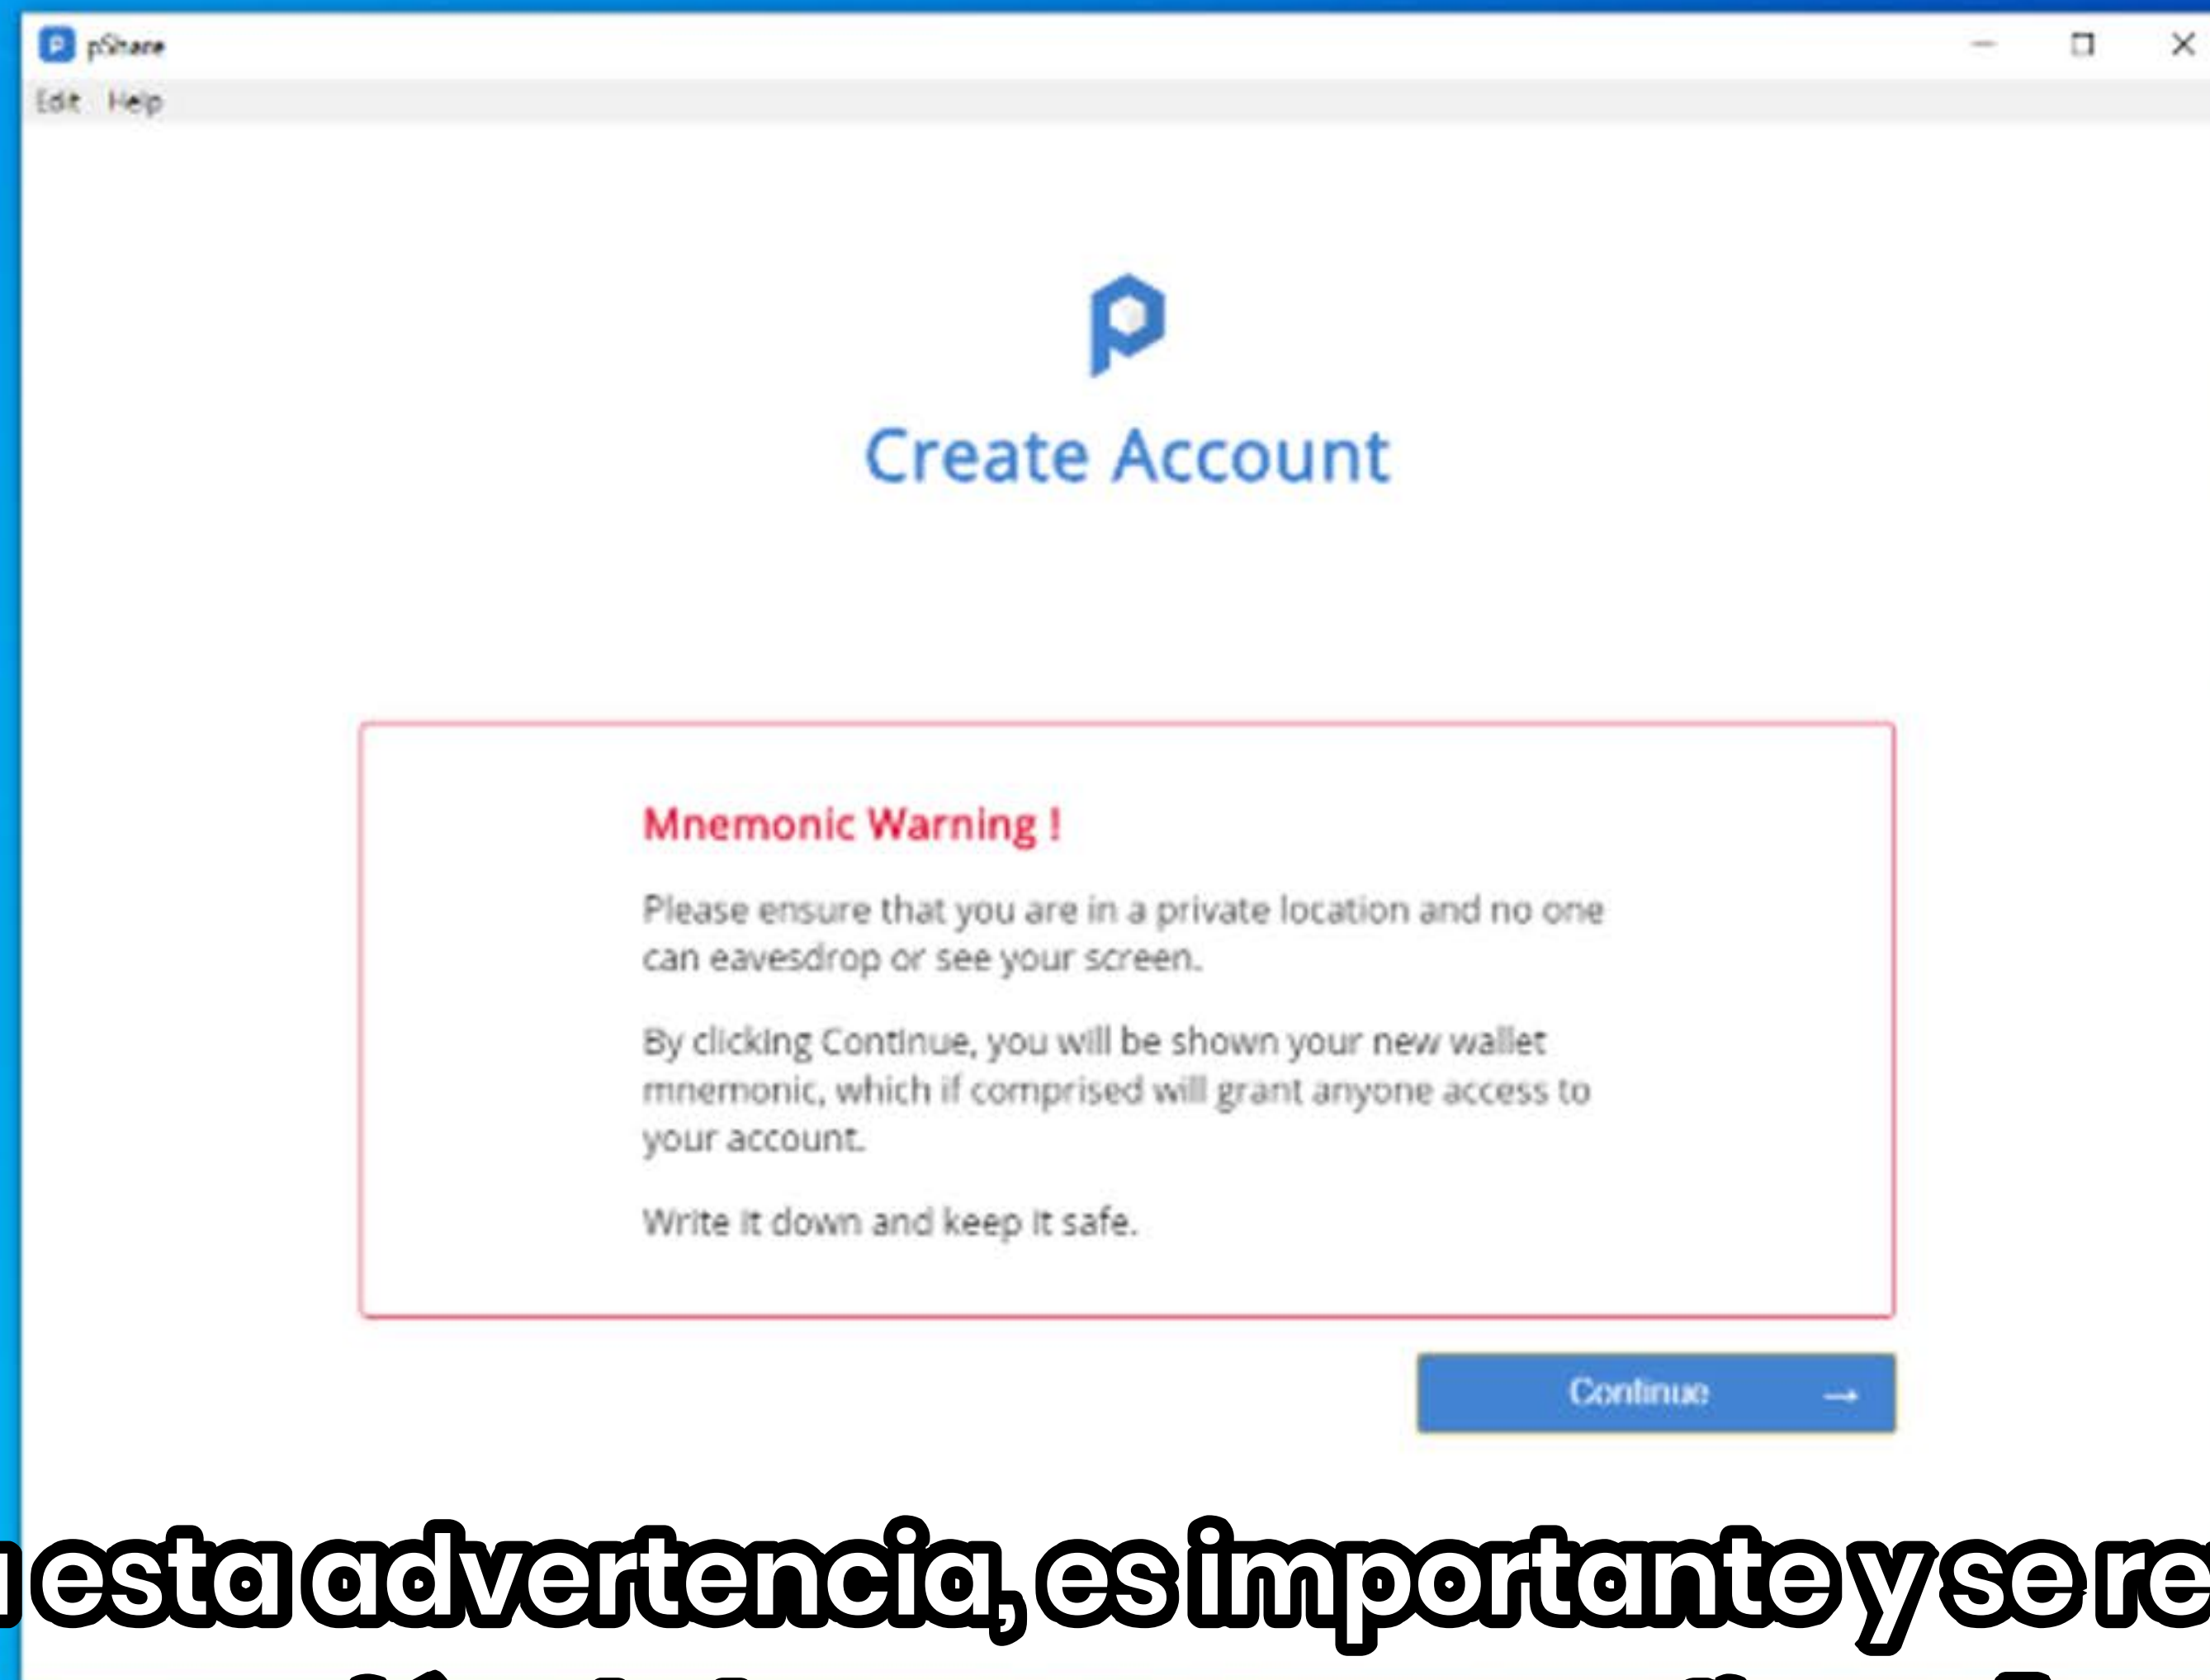 pShare
Edit Help
Create Account
Mnemonic Warning !
Please ensure that you are in a private location and no one
can eavesdrop or see your screen.
By clicking Continue, you will be shown your new wallet
mnemonic, which if comprised will grant anyone access to
your account.
Write it down and keep it safe.
Continue →
esta advertencia, es importante y se re